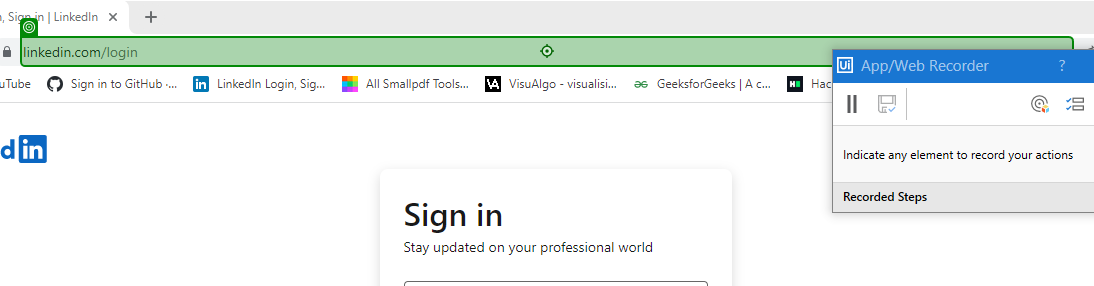 , Sign in | LinkedIn
linkedin.com/login
App/Web Recorder ?
uTube Sign in to GitHub ·... LinkedIn Login, Sig... All Smallpdf Tools... VisuAlgo - visualisi... GeeksforGeeks | A c... Hac
Indicate any element to record your actions
Recorded Steps
d in
Sign in
Stay updated on your professional world